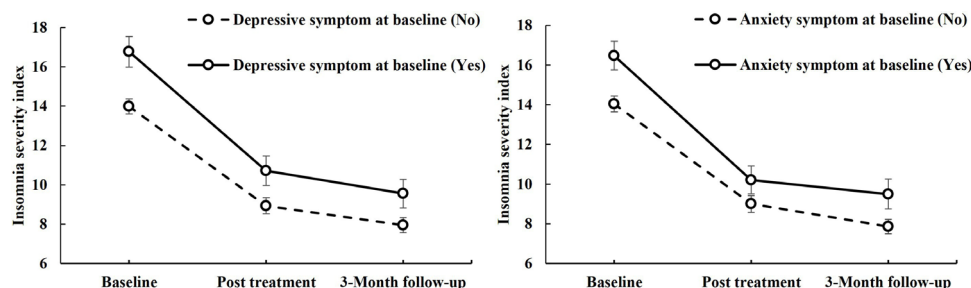 Depressive symptom at baseline (No)
Depressive symptom at baseline (Yes)
Insomnia severity index
18
16
14
12
10
8
6
Baseline
Post treatment
3-Month follow-up
Anxiety symptom at baseline (No)
Anxiety symptom at baseline (Yes)
Insomnia severity index
18
16
14
12
10
8
6
Baseline
Post treatment
3-Month follow-up